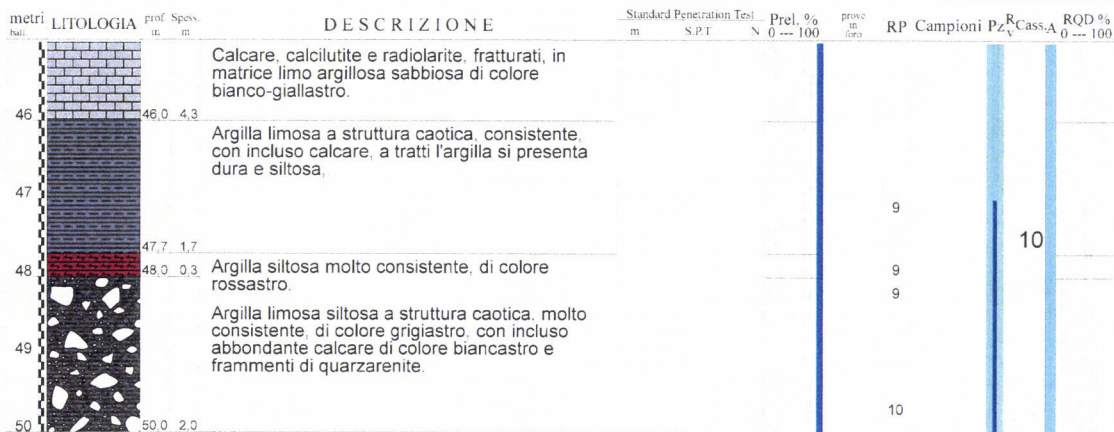 metri batt. LITOLOGIA prof. m Spess. m DESCRIZIONE Standard Penetration Test m S.P.T N Prel. % 0 --- 100 prove in foro RP Campioni Pz R v Cass. A RQD % 0 --- 100
Calcare, calcilutite e radiolarite, fratturati, in
matrice limo argillosa sabbiosa di colore
bianco-giallastro.
46 46,0 4,3
Argilla limosa a struttura caotica, consistente,
con incluso calcare, a tratti l'argilla si presenta
dura e siltosa,
47
9
10
47,7 1,7
48 48,0 0,3
Argilla siltosa molto consistente, di colore
rossastro.
9
9
Argilla limosa siltosa a struttura caotica, molto
consistente, di colore grigiastro, con incluso
abbondante calcare di colore biancastro e
frammenti di quarzarenite.
49
10
50 50,0 2,0